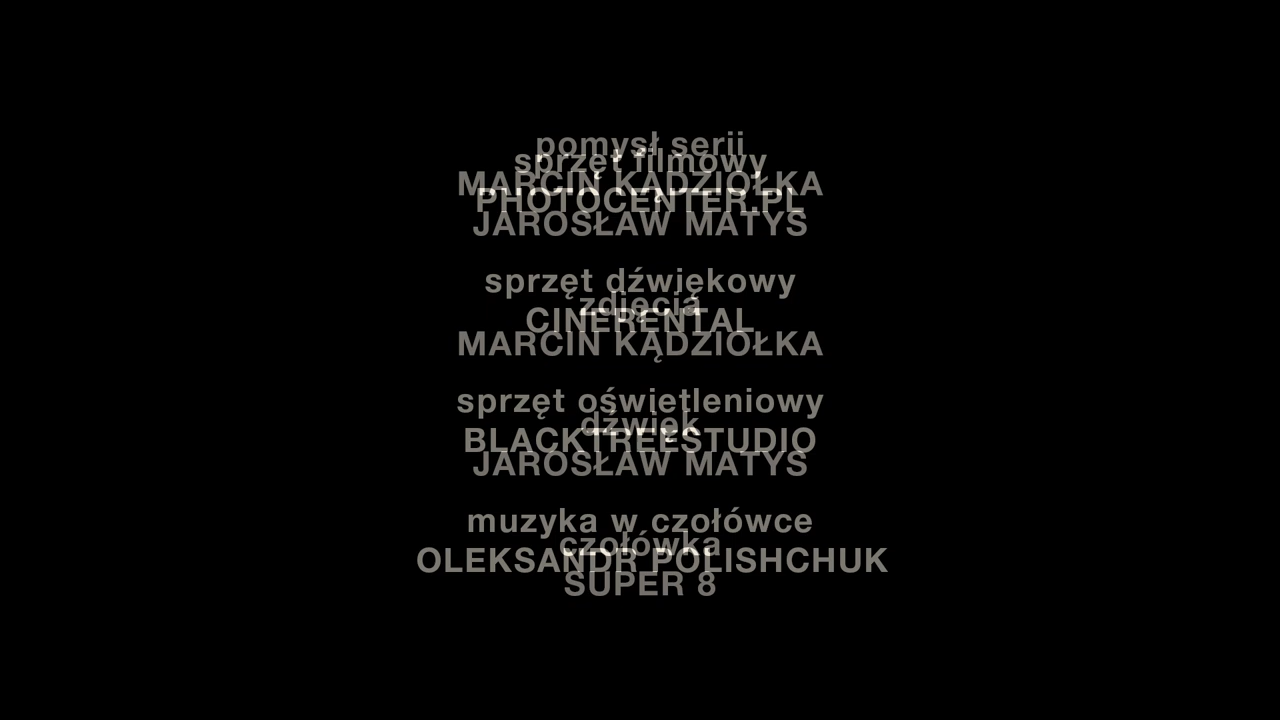 pomysł serii
sprzęt filmowy
MARCIN KĄDZIOŁKA
PHOTOCENTER.PL
JAROSŁAW MATYS
sprzęt dźwiękowy
zdjęcia
CINERENTAL
MARCIN KĄDZIOŁKA
sprzęt oświetleniowy
dźwięk
BLACKTREESTUDIO
JAROSŁAW MATYS
muzyka w czołówce
czołówka
OLEKSANDR POLISHCHUK
SUPER 8